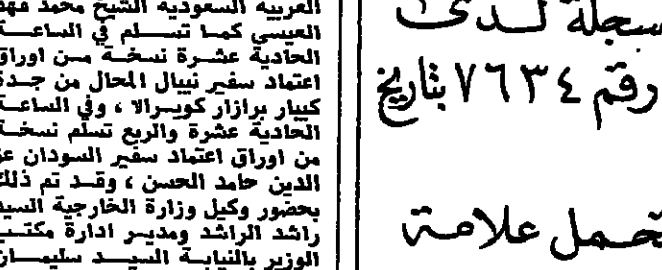 العربية السعودية الشيخ محمد فهد
العيسى كما تسلم في الساعة
الحادية عشرة نسخة من اوراق
اعتماد سفير نيبال المحال من جدة
كيبار برازار كويرالا ، وفي الساعة
الحادية عشرة والربع تسلم نسخة
من اوراق اعتماد سفير السودان عز
الدين حامد الحسن ، وقد تم ذلك
بحضور وكيل وزارة الخارجية السيد
راشد الراشد ومدير ادارة مكتب
الوزير بالنيابة السيد سليمان
سجلة لدى
رقم ٧٦٣٤ بتاريخ
تحمل علامة